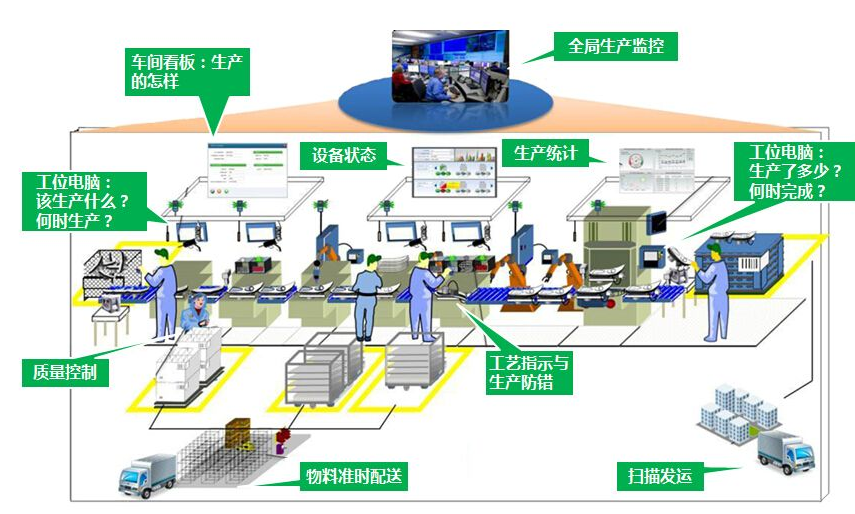 全局生产监控
车间看板：生产
的怎样
设备状态
生产统计
工位电脑：
生产了多少？
何时完成？
工位电脑：
该生产什么？
何时生产？
质量控制
工艺指示与
生产防错
物料准时配送
扫描发运